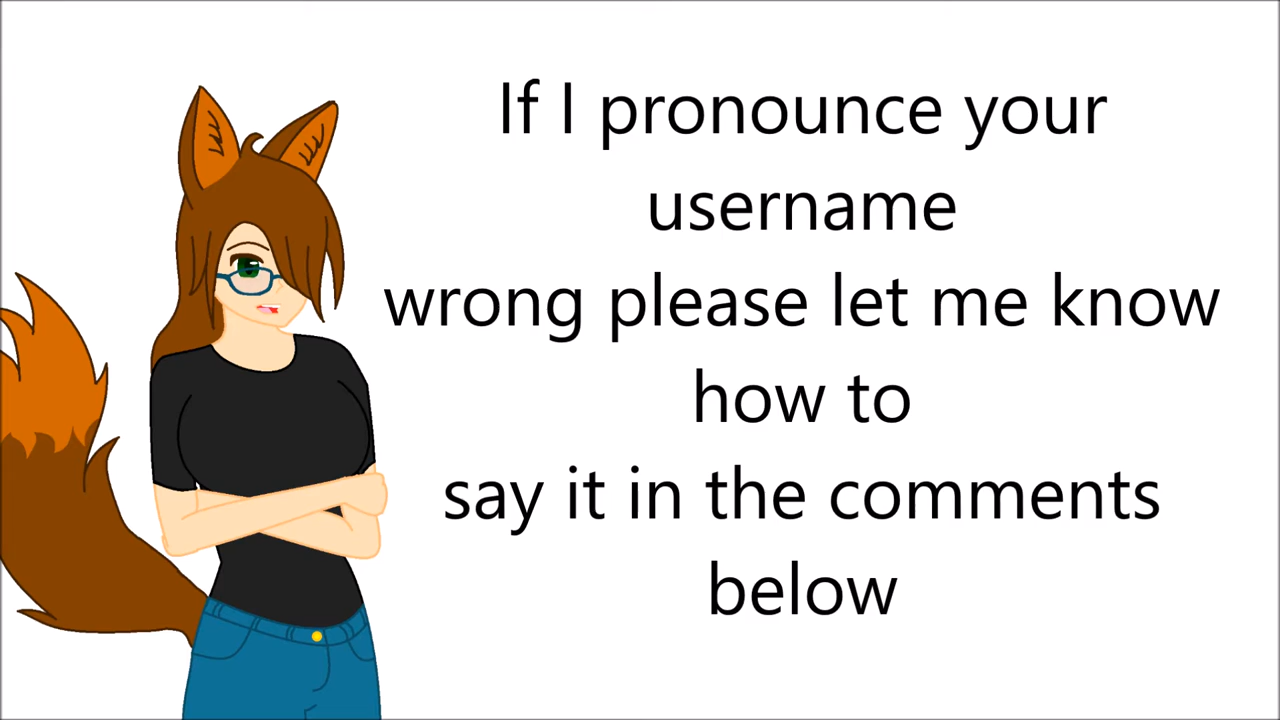 If I pronounce your
username
wrong please let me know
how to
say it in the comments
below